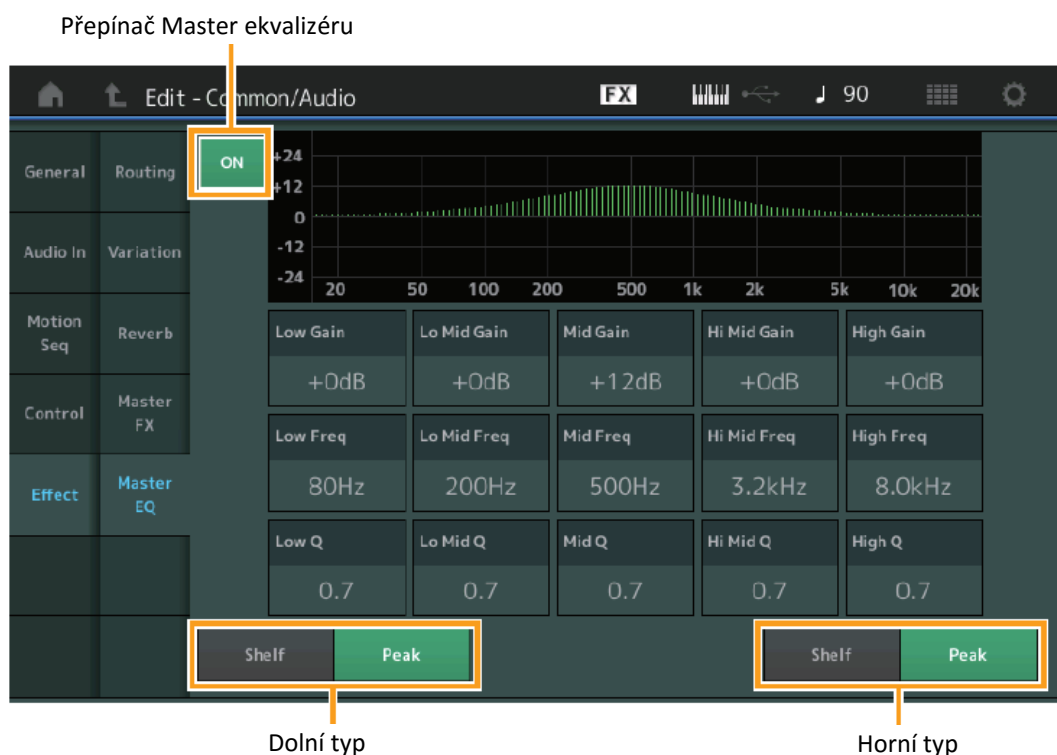 Přepínač Master ekvalizéru
Edit - Common/Audio
FX
90
General
Routing
ON
Audio In
Variation
Motion
Seq
Reverb
Control
Master
FX
Effect
Master
EQ
+24
+12
0
-12
-24
20 50 100 200 500 1k 2k 5k 10k 20k
Low Gain Lo Mid Gain Mid Gain Hi Mid Gain High Gain
+0dB +0dB +12dB +0dB +0dB
Low Freq Lo Mid Freq Mid Freq Hi Mid Freq High Freq
80Hz 200Hz 500Hz 3.2kHz 8.0kHz
Low Q Lo Mid Q Mid Q Hi Mid Q High Q
0.7 0.7 0.7 0.7 0.7
Shelf Peak Shelf Peak
Dolní typ Horní typ